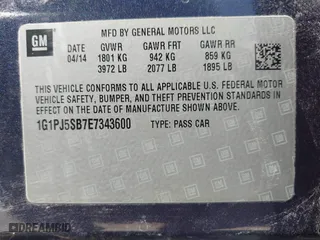 GM
MFD BY GENERAL MOTORS LLC
DATE GVWR GAWR FRT GAWR RR
04/14 1801 KG 942 KG 859 KG
3972 LB 2077 LB 1895 LB
THIS VEHICLE CONFORMS TO ALL APPLICABLE U.S. FEDERAL MOTOR
VEHICLE SAFETY, BUMPER, AND THEFT PREVENTION STANDARDS IN
EFFECT ON THE DATE OF MANUFACTURE SHOWN ABOVE.
1G1PJ5SB7E7343600 TYPE: PASS CAR
DREAMBID